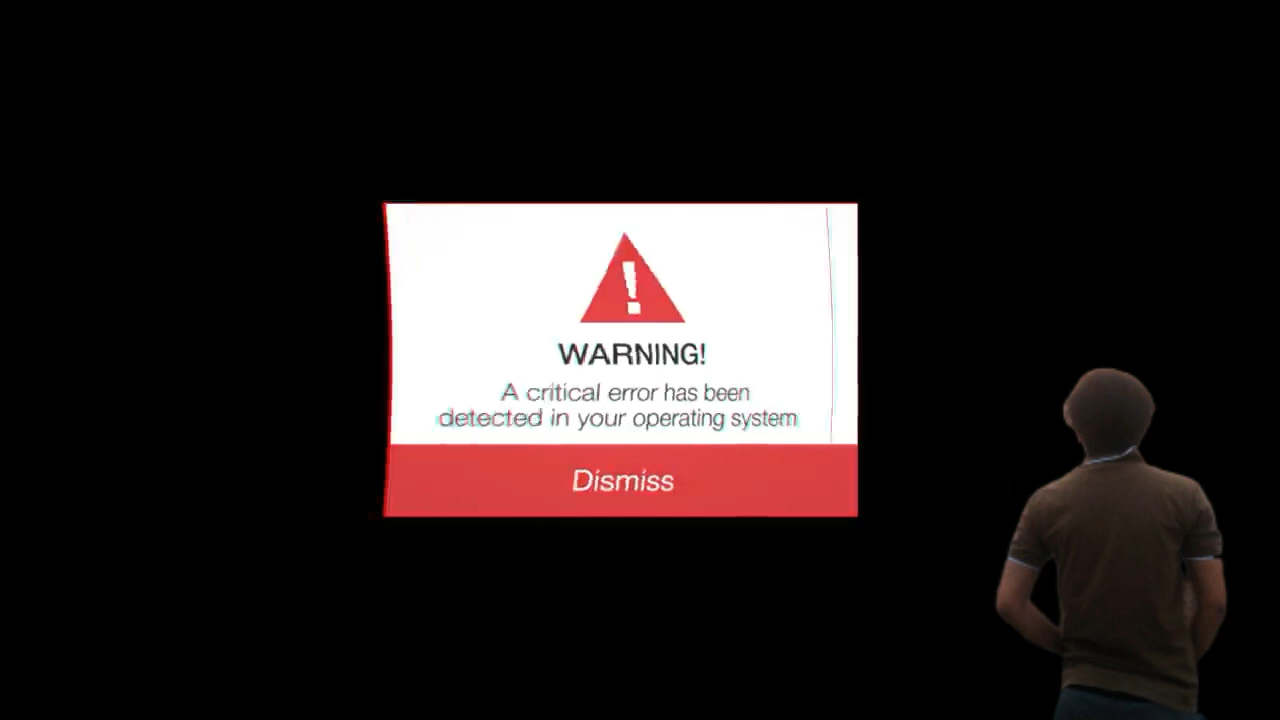 !
WARNING!
A critical error has been
detected in your operating system
Dismiss